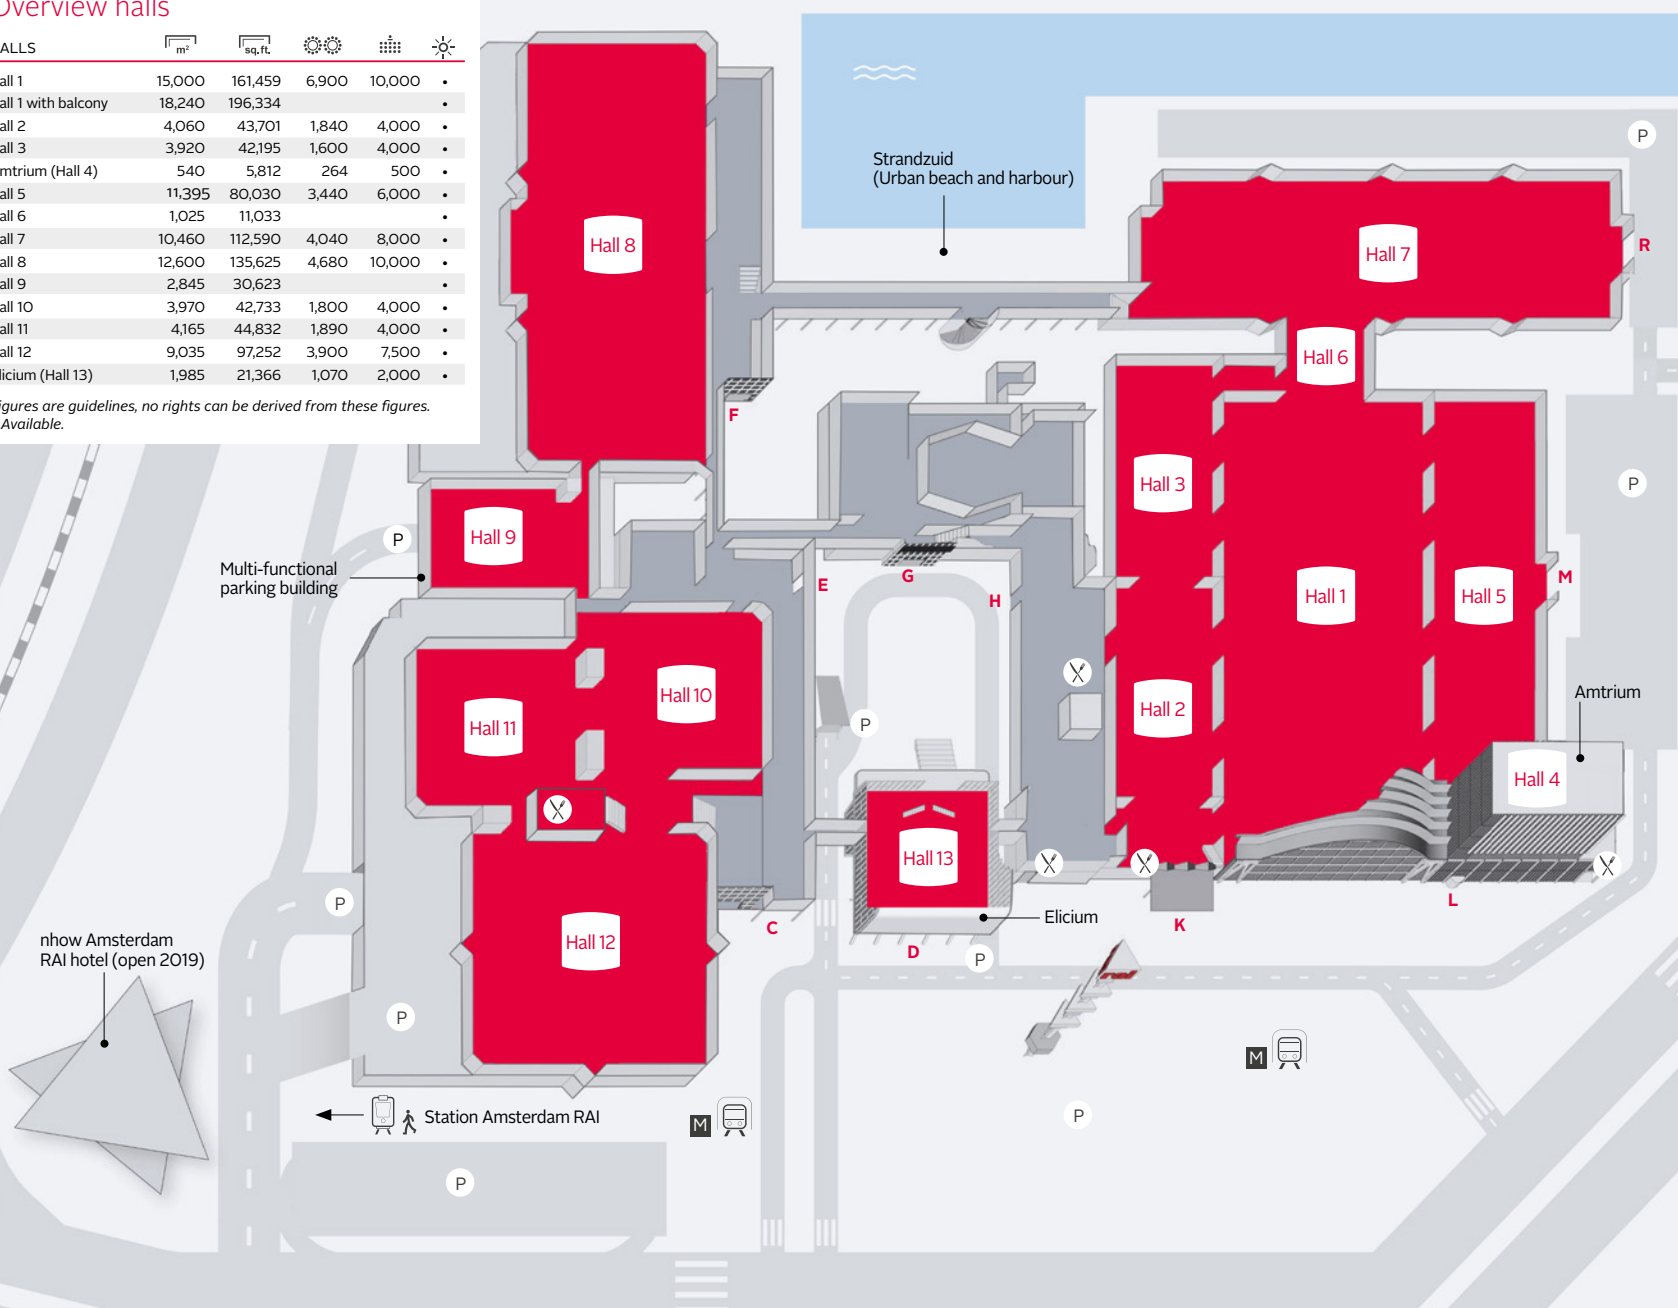 Overview halls
ALLS m² sq.ft.
all 1 15,000 161,459 6,900 10,000 •
all 1 with balcony 18,240 196,334 •
all 2 4,060 43,701 1,840 4,000 •
all 3 3,920 42,195 1,600 4,000 •
mtrium (Hall 4) 540 5,812 264 500 •
all 5 11,395 80,030 3,440 6,000 •
all 6 1,025 11,033 •
all 7 10,460 112,590 4,040 8,000 •
all 8 12,600 135,625 4,680 10,000 •
all 9 2,845 30,623 •
all 10 3,970 42,733 1,800 4,000 •
all 11 4,165 44,832 1,890 4,000 •
all 12 9,035 97,252 3,900 7,500 •
licium (Hall 13) 1,985 21,366 1,070 2,000 •
igures are guidelines, no rights can be derived from these figures.
Available.
P
Strandzuid
(Urban beach and harbour)
Hall 8
Hall 7
R
Hall 6
F
Hall 3
P
Hall 9
P
Multi-functional
parking building
E
G
H
Hall 1
Hall 5
M
Hall 10
Hall 11
Hall 2
Amtrium
P
Hall 4
Hall 13
P
L
Elicium
K
C
D
P
Hall 12
nhow Amsterdam
RAI hotel (open 2019)
rai
P
M
Station Amsterdam RAI
M
P
P